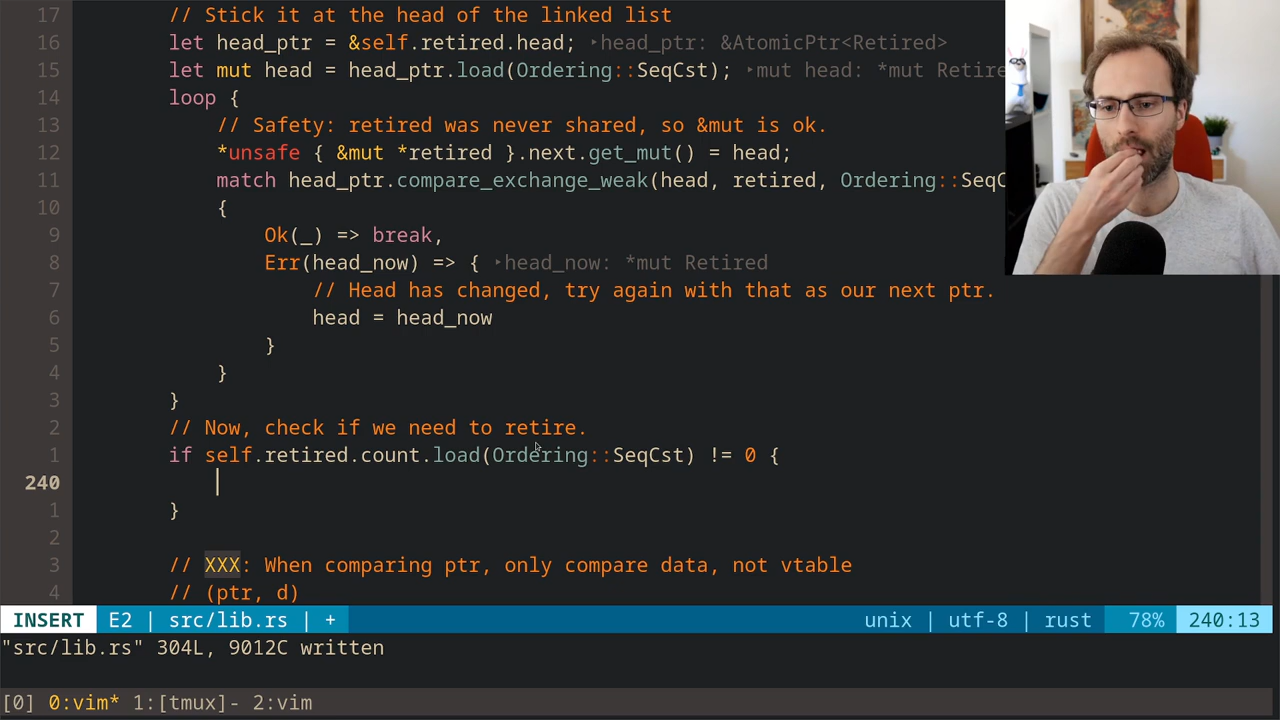 17 // Stick it at the head of the linked list
16 let head_ptr = &self.retired.head; ‣head_ptr: &AtomicPtr<Retired>
15 let mut head = head_ptr.load(Ordering::SeqCst); ‣mut head: *mut Retire
14 loop {
13 // Safety: retired was never shared, so &mut is ok.
12 *unsafe { &mut *retired }.next.get_mut() = head;
11 match head_ptr.compare_exchange_weak(head, retired, Ordering::SeqC
10 {
9 Ok(_) => break,
8 Err(head_now) => { ‣head_now: *mut Retired
7 // Head has changed, try again with that as our next ptr.
6 head = head_now
5 }
4 }
3 }
2 // Now, check if we need to retire.
1 if self.retired.count.load(Ordering::SeqCst) != 0 {
240
1 }
2
3 // XXX: When comparing ptr, only compare data, not vtable
4 // (ptr, d)
INSERT E2 | src/lib.rs | + unix | utf-8 | rust 78% 240:13
"src/lib.rs" 304L, 9012C written
[0] 0:vim* 1:[tmux]- 2:vim